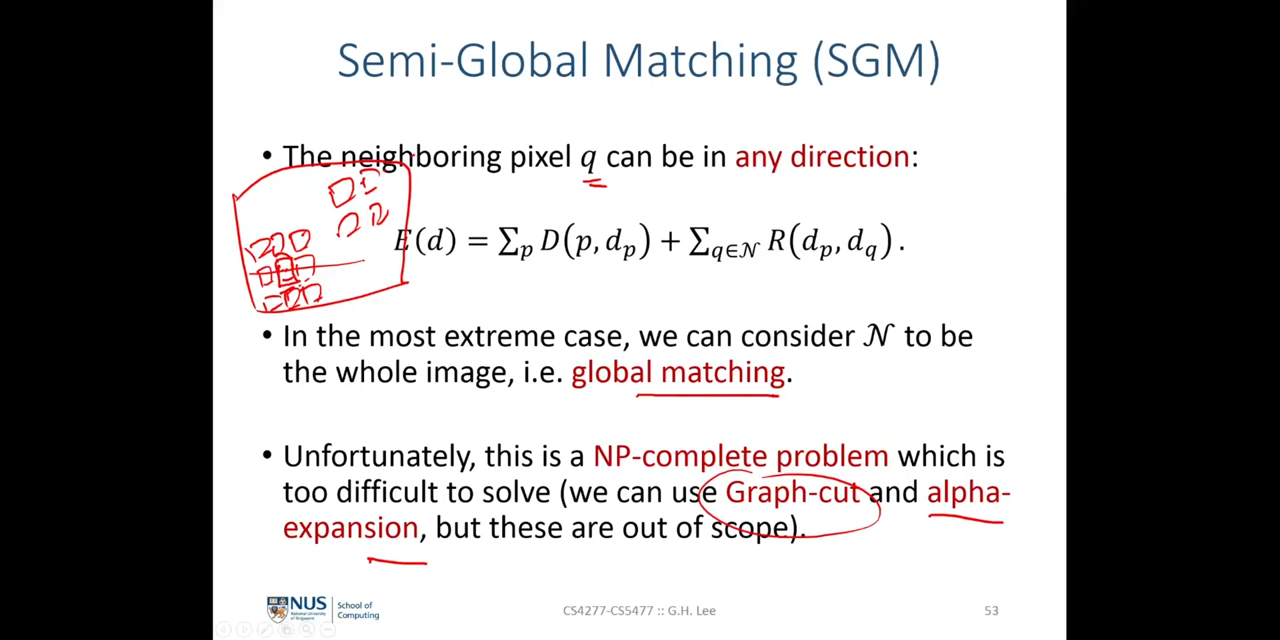 Semi-Global Matching (SGM)
• The neighboring pixel q can be in any direction:
E(d) = ∑ₚ D(p, dₚ) + ∑_{q∈𝒩} R(dₚ, d_q).
• In the most extreme case, we can consider 𝒩 to be
the whole image, i.e. global matching.
• Unfortunately, this is a NP-complete problem which is
too difficult to solve (we can use Graph-cut and alpha-
expansion, but these are out of scope).
NUS
National University
of Singapore
School of
Computing
CS4277-CS5477 :: G.H. Lee
53